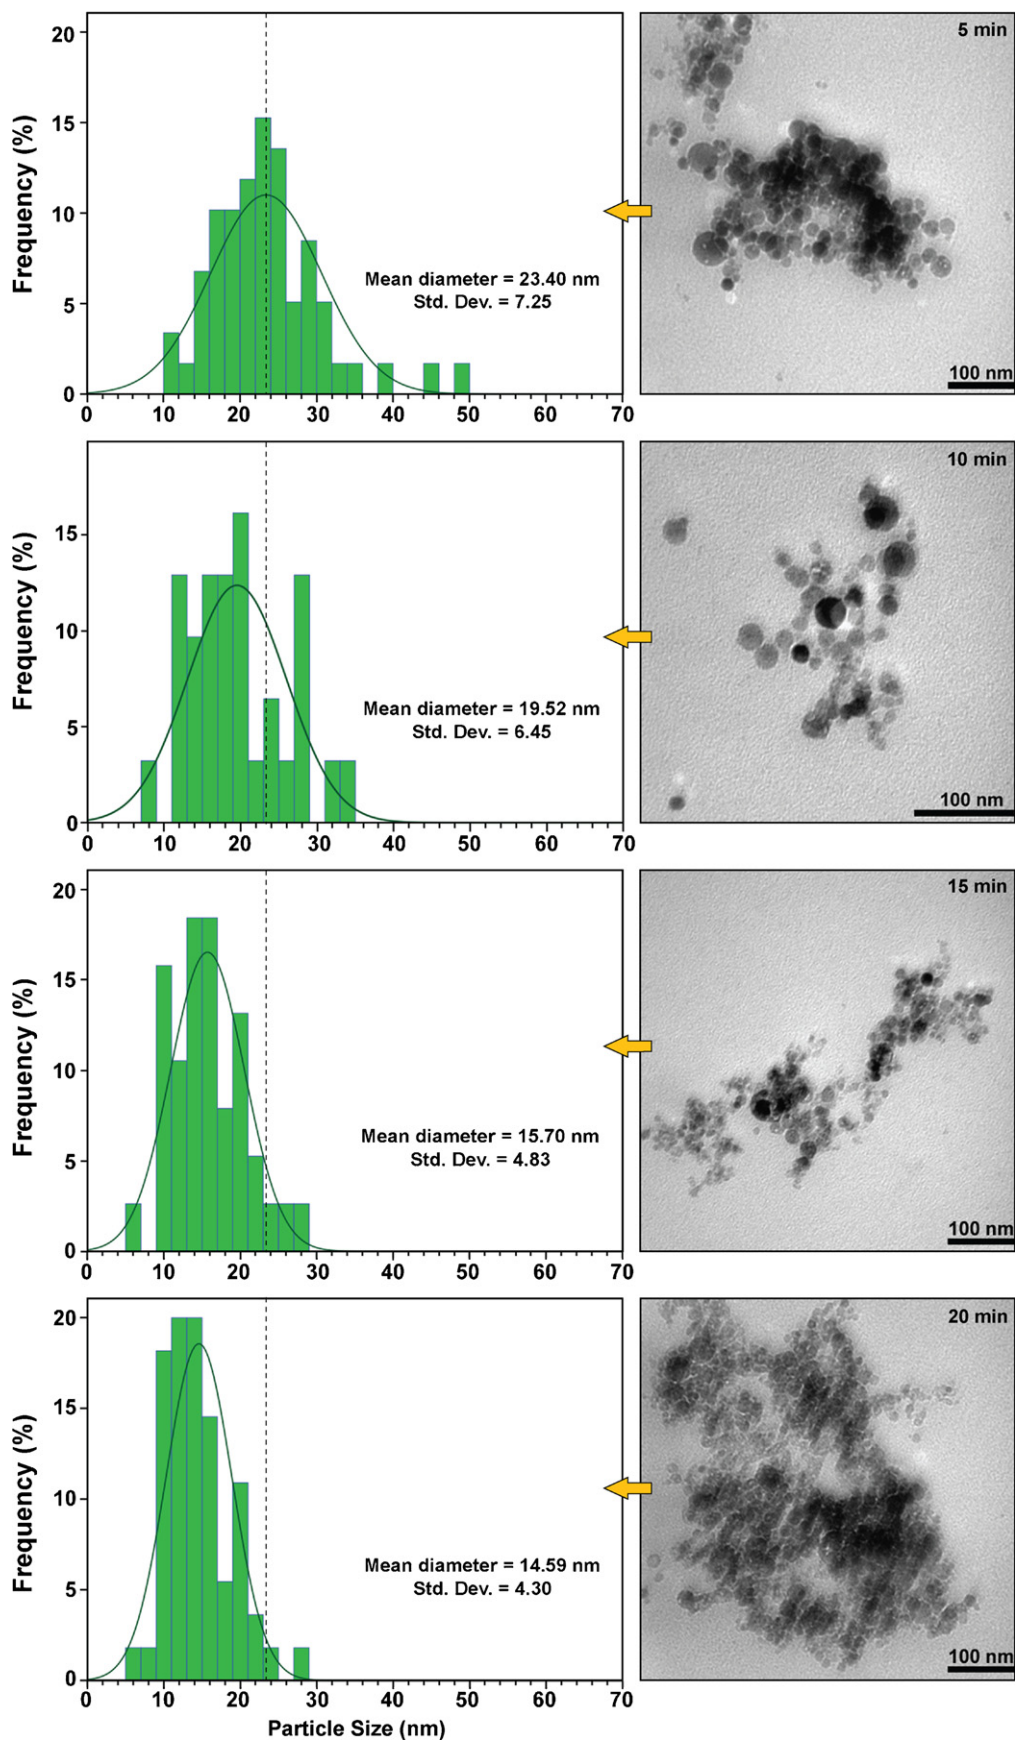 20
15
10
5
0
Frequency (%)
Mean diameter = 23.40 nm
Std. Dev. = 7.25
0 10 20 30 40 50 60 70
5 min
100 nm
15
10
5
0
Frequency (%)
Mean diameter = 19.52 nm
Std. Dev. = 6.45
0 10 20 30 40 50 60 70
10 min
100 nm
20
15
10
5
0
Frequency (%)
Mean diameter = 15.70 nm
Std. Dev. = 4.83
0 10 20 30 40 50 60 70
15 min
100 nm
20
15
10
5
0
Frequency (%)
Mean diameter = 14.59 nm
Std. Dev. = 4.30
0 10 20 30 40 50 60 70
Particle Size (nm)
20 min
100 nm